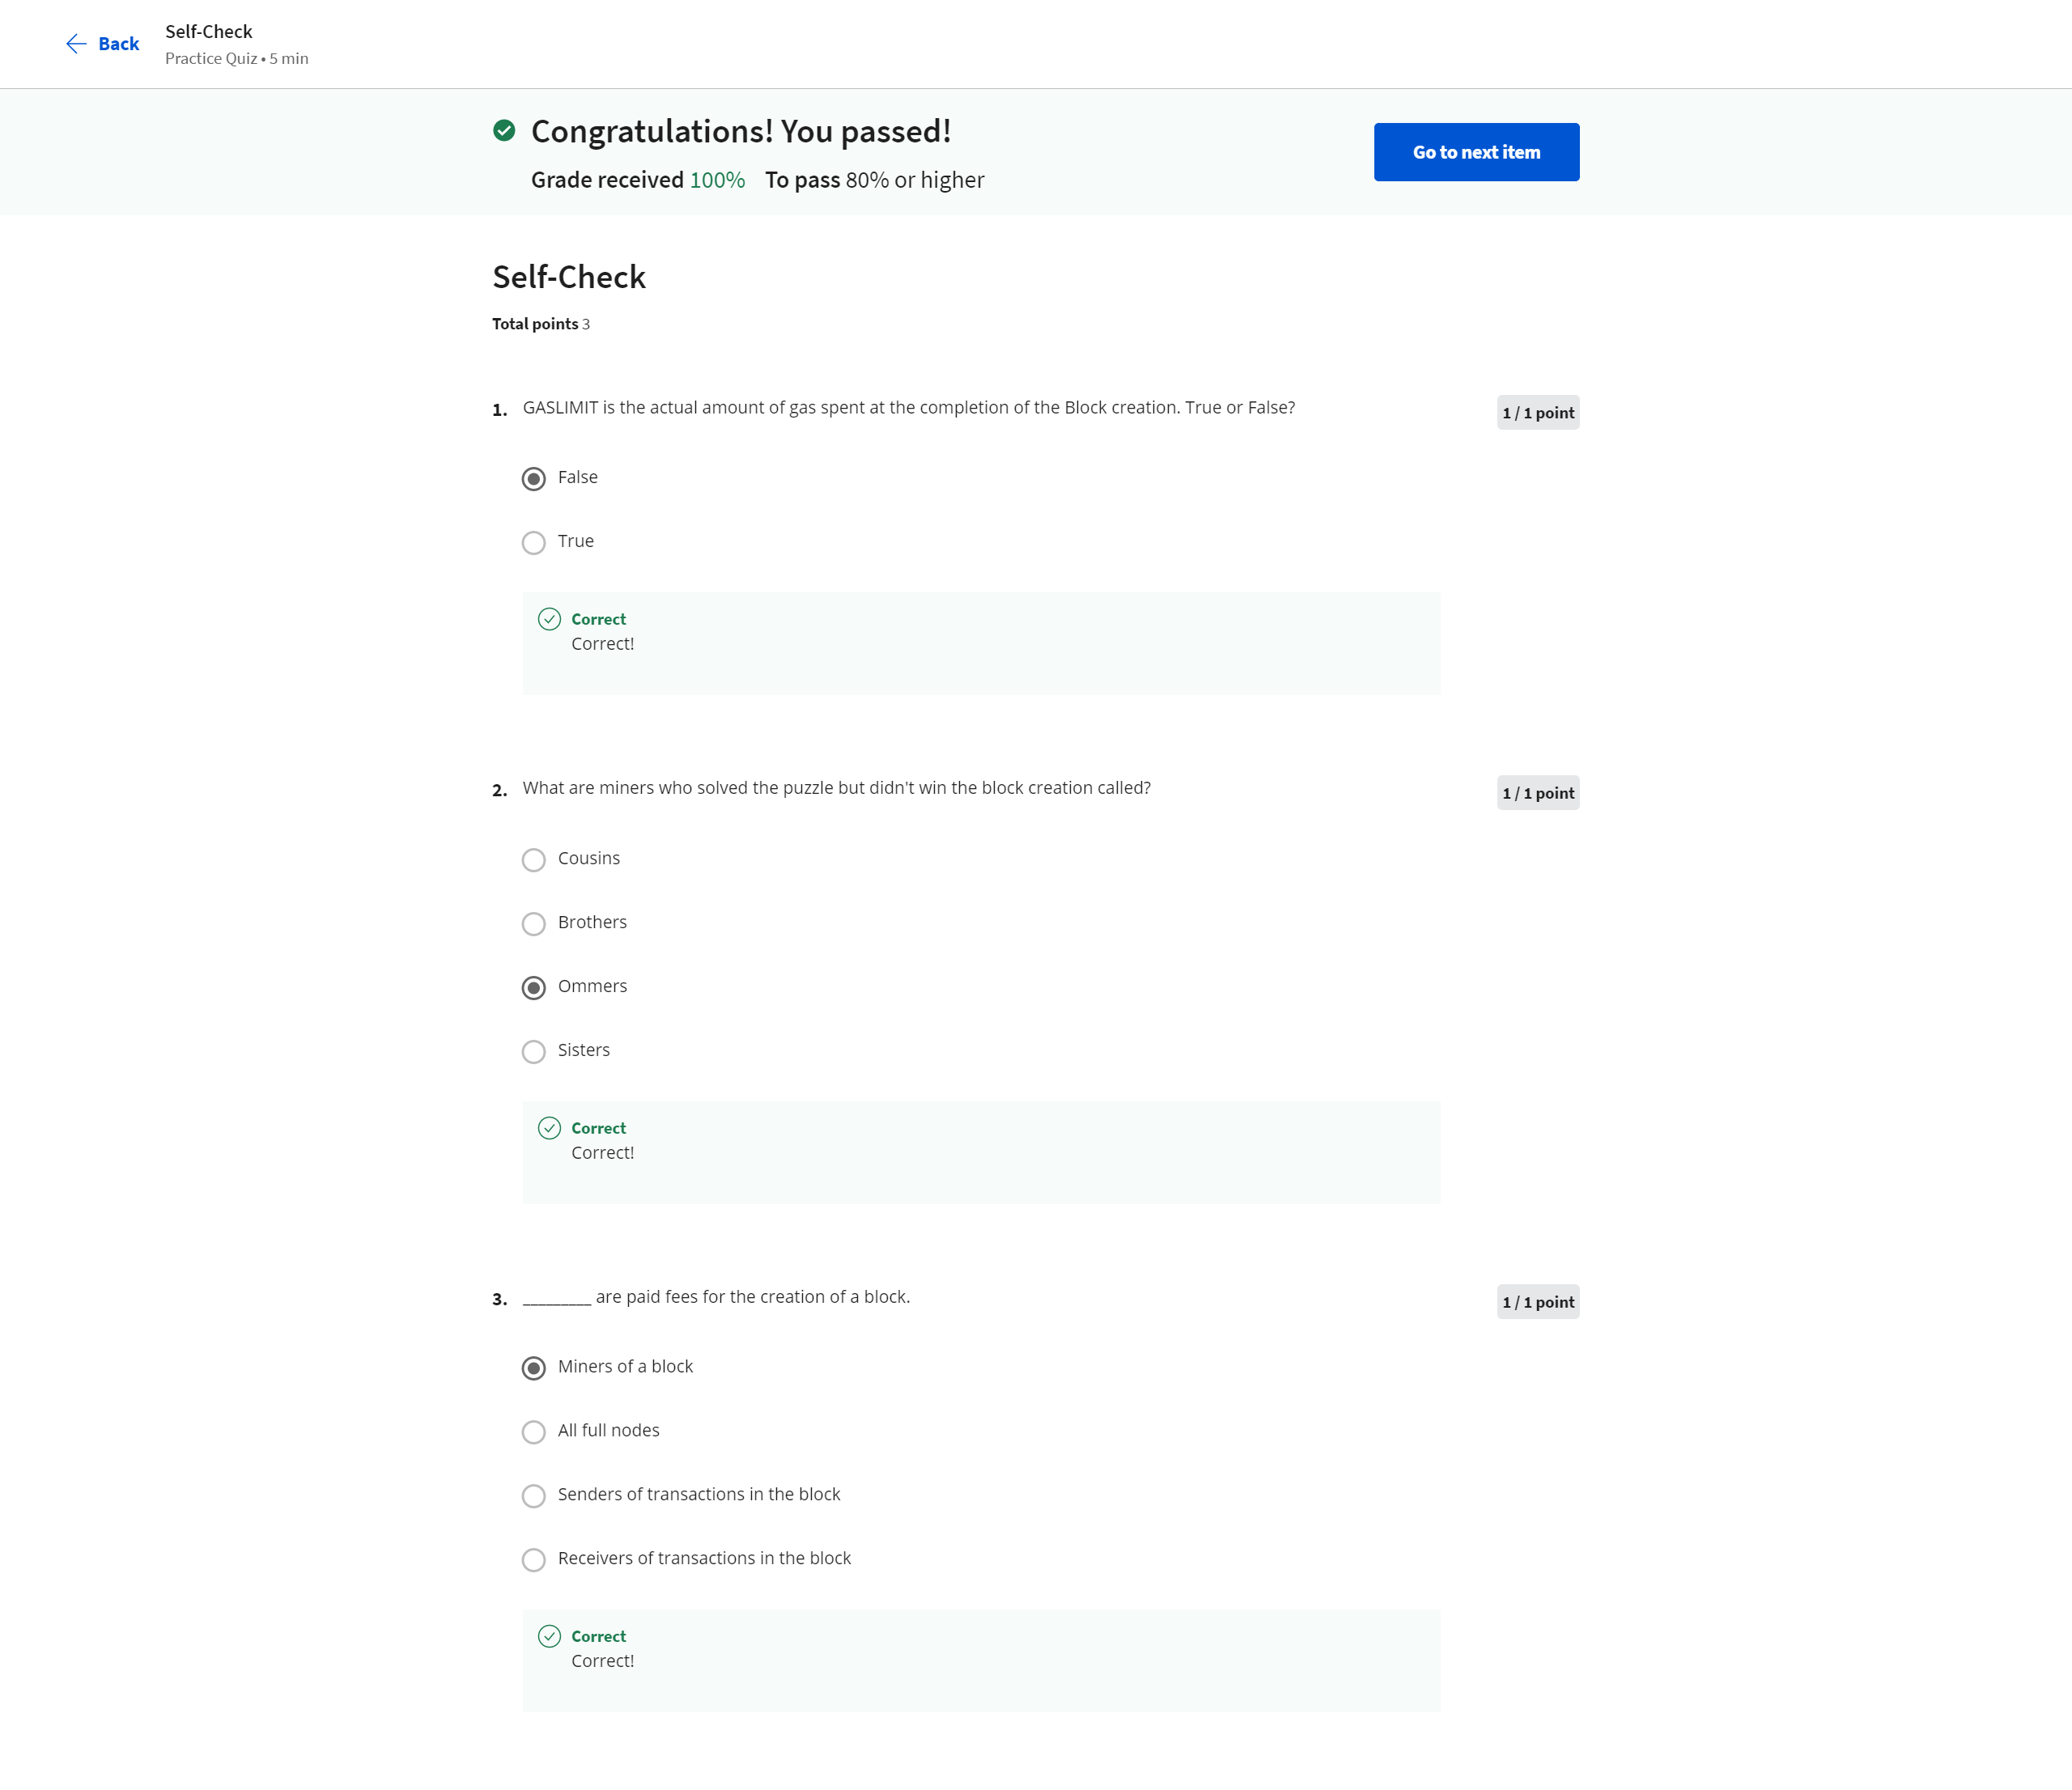 Back
Self-Check
Practice Quiz • 5 min
Congratulations! You passed!
Grade received 100% To pass 80% or higher
Go to next item
Self-Check
Total points 3
1. GASLIMIT is the actual amount of gas spent at the completion of the Block creation. True or False?
1 / 1 point
False
True
Correct
Correct!
2. What are miners who solved the puzzle but didn't win the block creation called?
1 / 1 point
Cousins
Brothers
Ommers
Sisters
Correct
Correct!
3. _________ are paid fees for the creation of a block.
1 / 1 point
Miners of a block
All full nodes
Senders of transactions in the block
Receivers of transactions in the block
Correct
Correct!